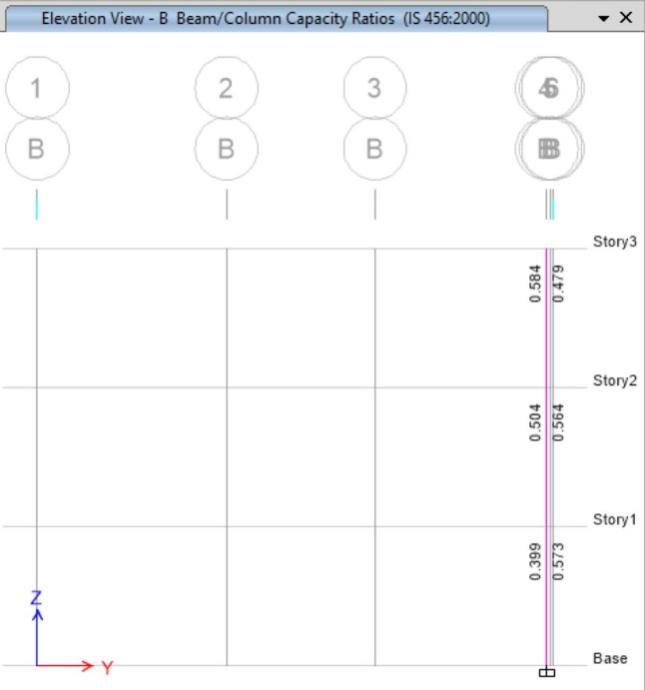 Elevation View - B Beam/Column Capacity Ratios (IS 456:2000)
1 2 3 6
B B B B
Story3
0.584 0.479
Story2
0.504 0.564
Story1
0.399 0.573
Z
Y
Base